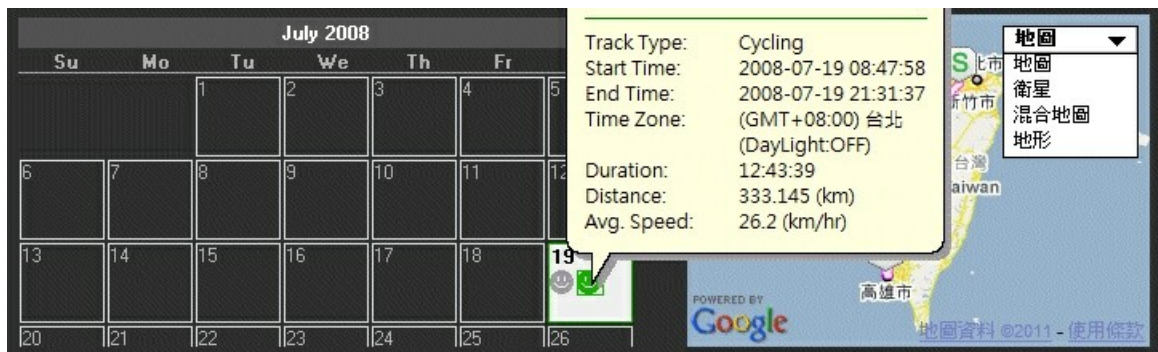 July 2008
Su Mo Tu We Th Fr
1 2 3 4 5
6 7 8 9 10 11 12
13 14 15 16 17 18 19
20 21 22 23 24 25 26
Track Type: Cycling
Start Time: 2008-07-19 08:47:58
End Time: 2008-07-19 21:31:37
Time Zone: (GMT+08:00) 台北
(DayLight:OFF)
Duration: 12:43:39
Distance: 333.145 (km)
Avg. Speed: 26.2 (km/hr)
地圖
地圖
衛星
混合地圖
地形
S 北市
新竹市
台灣
aiwan
高雄市
POWERED BY
Google
地圖資料 ©2011 - 使用條款